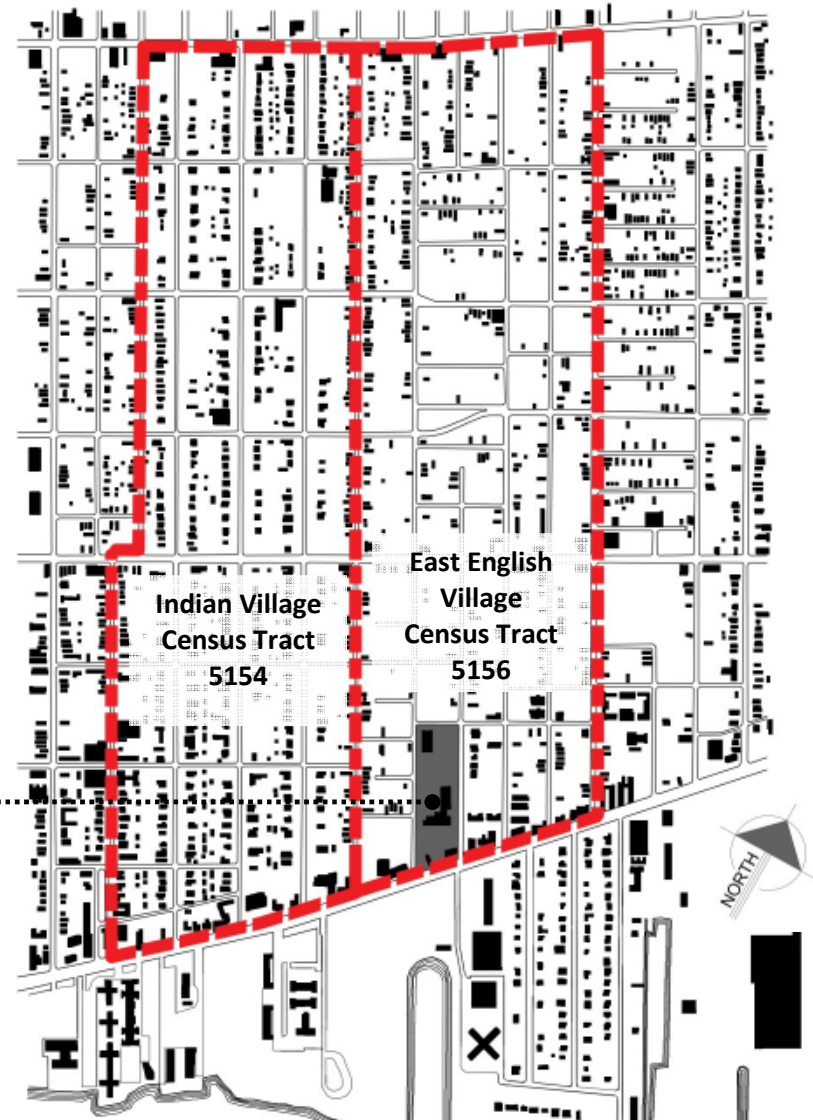 East English
Village
Census Tract
5156
Indian Village
Census Tract
5154
NORTH